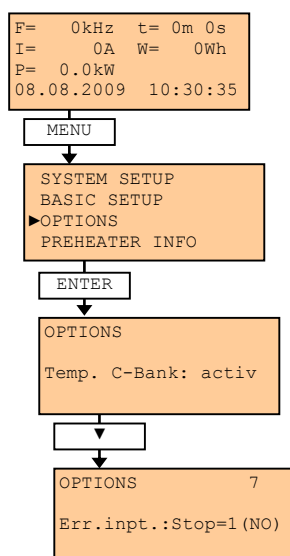 F=    0kHz  t= 0m 0s
I=      0A  W=   0Wh
P=  0.0kW
08.08.2009  10:30:35
MENU
SYSTEM SETUP
BASIC SETUP
►OPTIONS
PREHEATER INFO
ENTER
OPTIONS
Temp. C-Bank: activ
▼
OPTIONS         7
Err.inpt.:Stop=1(NO)